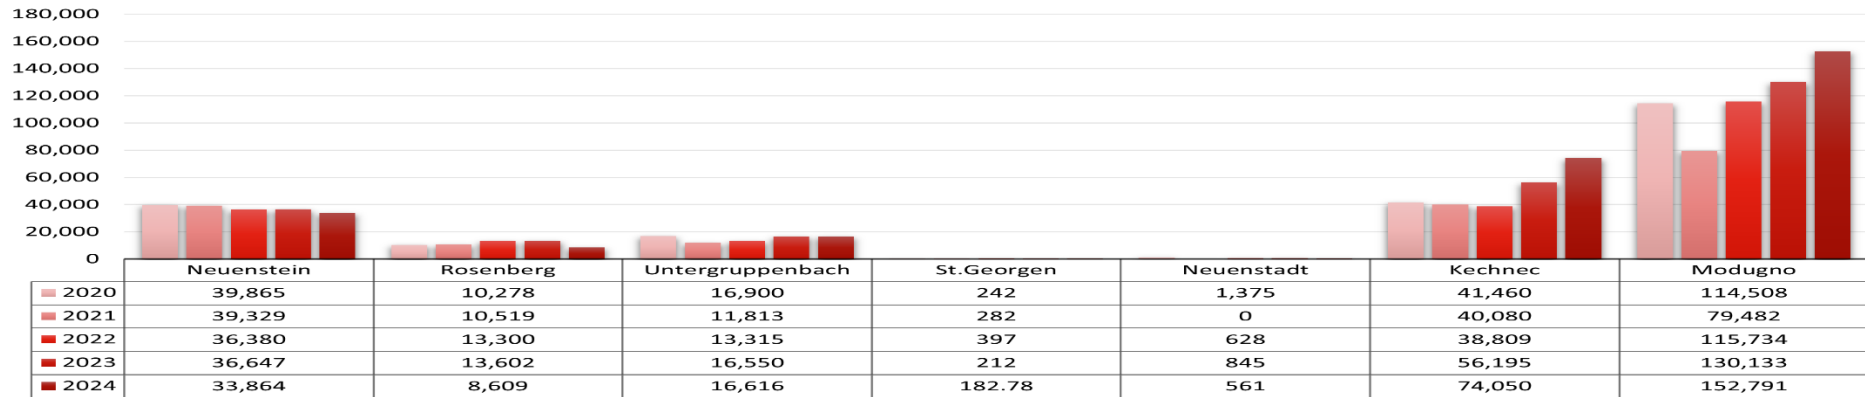 180,000
160,000
140,000
120,000
100,000
80,000
60,000
40,000
20,000
0
Neuenstein Rosenberg Untergruppenbach St.Georgen Neuenstadt Kechnec Modugno
2020 39,865 10,278 16,900 242 1,375 41,460 114,508
2021 39,329 10,519 11,813 282 0 40,080 79,482
2022 36,380 13,300 13,315 397 628 38,809 115,734
2023 36,647 13,602 16,550 212 845 56,195 130,133
2024 33,864 8,609 16,616 182.78 561 74,050 152,791